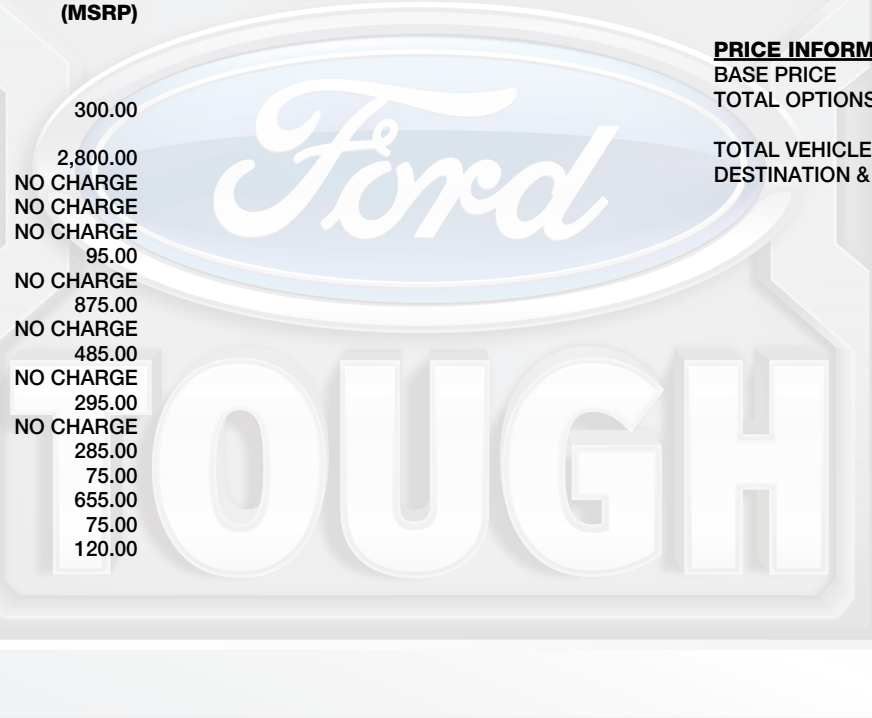 (MSRP)
300.00
2,800.00
NO CHARGE
NO CHARGE
NO CHARGE
95.00
NO CHARGE
875.00
NO CHARGE
485.00
NO CHARGE
295.00
NO CHARGE
285.00
75.00
655.00
75.00
120.00
PRICE INFORM
BASE PRICE
TOTAL OPTIONS
TOTAL VEHICLE
DESTINATION &
Ford
TOUGH